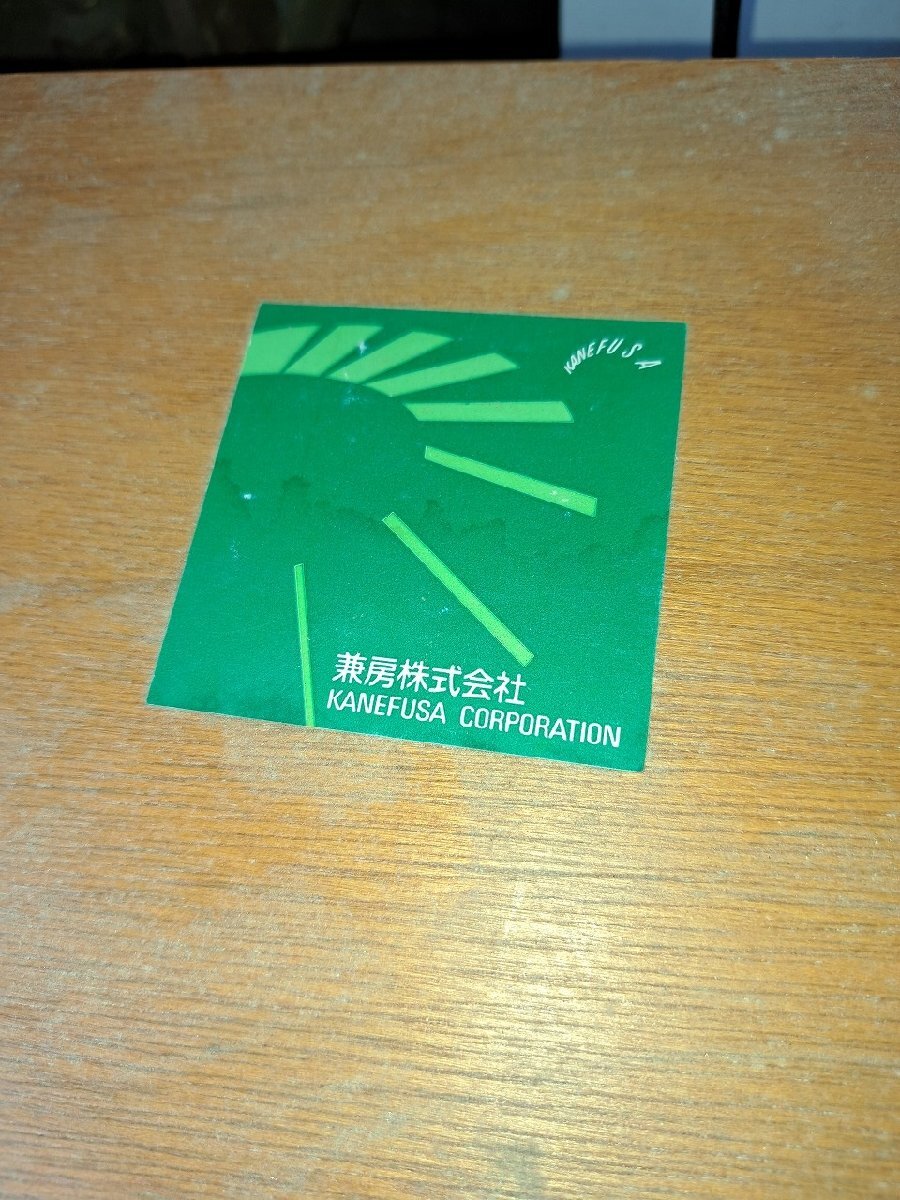 KANEFUSA
兼房株式会社
KANEFUSA CORPORATION